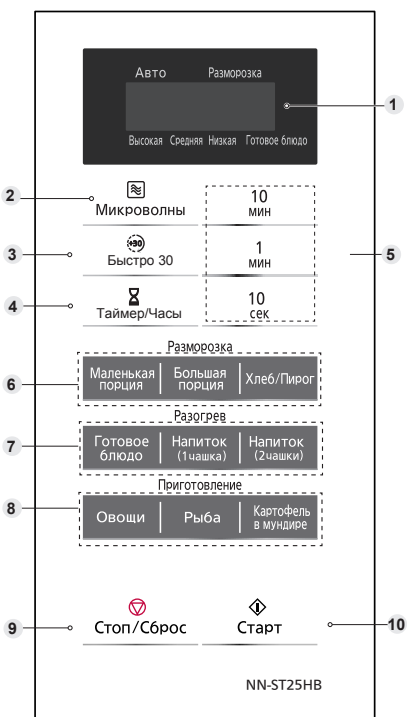 Авто Разморозка
1
Высокая Средняя Низкая Готовое блюдо
2
Микроволны
10
мин
3
+30
Быстро 30
1
мин
5
4
Таймер/Часы
10
сек
Разморозка
6
Маленькая
порция
Большая
порция
Хлеб/Пирог
Разогрев
7
Готовое
блюдо
Напиток
(1чашка)
Напиток
(2чашки)
Приготовление
8
Овощи
Рыба
Картофель
в мундире
9
Стоп/Сброс
Старт
10
NN-ST25HB